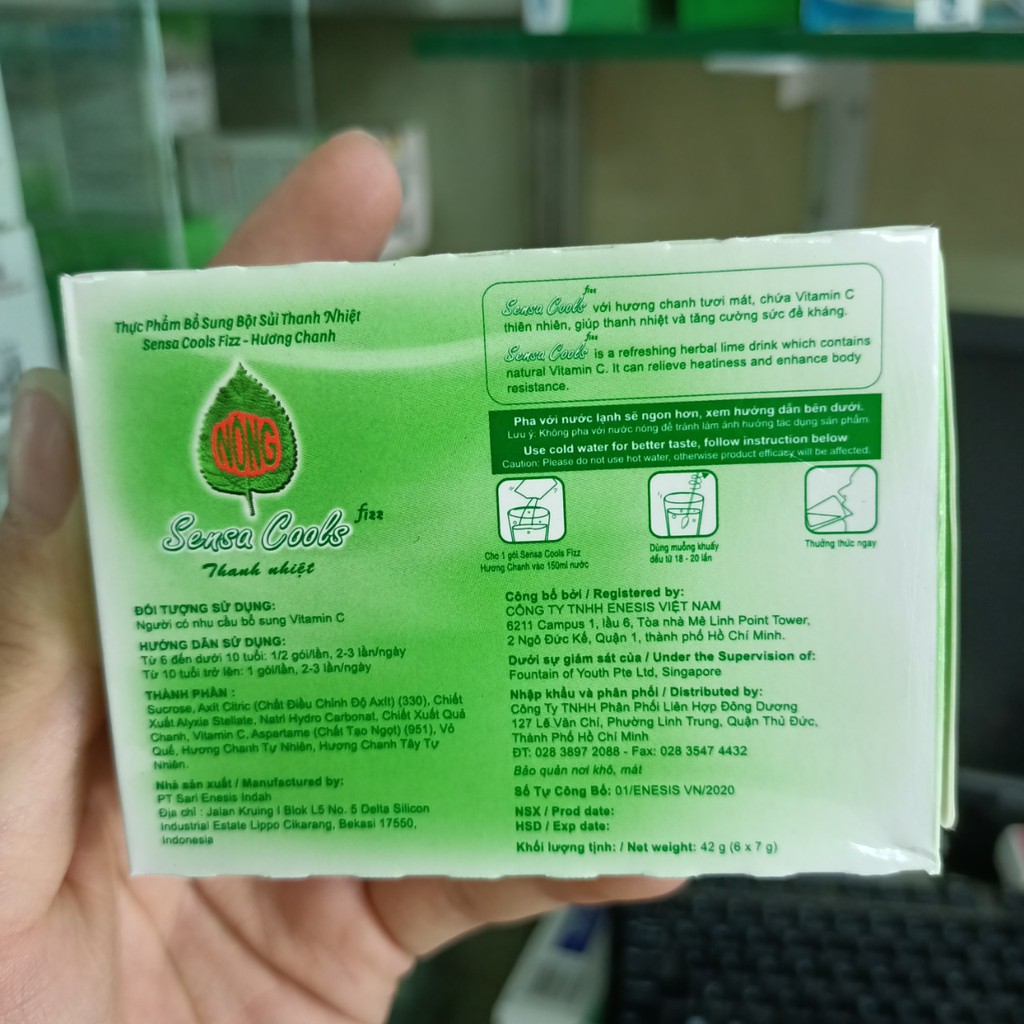 Thực Phẩm Bổ Sung Bột Sủi Thanh Nhiệt
Sensa Cools Fizz - Hương Chanh
NÓNG
Sensa Cools fizz
Thanh nhiệt
ĐỐI TƯỢNG SỬ DỤNG:
Người có nhu cầu bổ sung Vitamin C
HƯỚNG DẪN SỬ DỤNG:
Từ 6 đến dưới 10 tuổi: 1/2 gói/lần, 2-3 lần/ngày
Từ 10 tuổi trở lên: 1 gói/lần, 2-3 lần/ngày
THÀNH PHẦN :
Sucrose, Axit Citric (Chất Điều Chỉnh Độ Axít) (330), Chiết
Xuất Alyxia Stellate, Natri Hydro Carbonat, Chiết Xuất Quả
Chanh, Vitamin C, Aspartame (Chất Tạo Ngọt) (951), Vỏ
Quế, Hương Chanh Tự Nhiên, Hương Chanh Tây Tự
Nhiên.
Nhà sản xuất / Manufactured by:
PT Sari Enesis Indah
Địa chỉ : Jalan Kruing I Blok L5 No. 5 Delta Silicon
Industrial Estate Lippo Cikarang, Bekasi 17550,
Indonesia
Sensa Cools fizz với hương chanh tươi mát, chứa Vitamin C
thiên nhiên, giúp thanh nhiệt và tăng cường sức đề kháng.
Sensa Cools fizz is a refreshing herbal lime drink which contains
natural Vitamin C. It can relieve heatiness and enhance body
resistance.
Pha với nước lạnh sẽ ngon hơn, xem hướng dẫn bên dưới.
Lưu ý: Không pha với nước nóng để tránh làm ảnh hưởng tác dụng sản phẩm
Use cold water for better taste, follow instruction below
Caution: Please do not use hot water, otherwise product efficacy will be affected.
Cho 1 gói Sensa Cools Fizz
Hương Chanh vào 150ml nước
Dùng muỗng khuấy
đều từ 18 - 20 lần
Thưởng thức ngay
Công bố bởi / Registered by:
CÔNG TY TNHH ENESIS VIỆT NAM
6211 Campus 1, lầu 6, Tòa nhà Mê Linh Point Tower,
2 Ngô Đức Kế, Quận 1, thành phố Hồ Chí Minh.
Dưới sự giám sát của / Under the Supervision of:
Fountain of Youth Pte Ltd, Singapore
Nhập khẩu và phân phối / Distributed by:
Công Ty TNHH Phân Phối Liên Hợp Đông Dương
127 Lê Văn Chí, Phường Linh Trung, Quận Thủ Đức,
Thành Phố Hồ Chí Minh
ĐT: 028 3897 2088 - Fax: 028 3547 4432
Bảo quản nơi khô, mát
Số Tự Công Bố: 01/ENESIS VN/2020
NSX / Prod date:
HSD / Exp date:
Khối lượng tịnh: / Net weight: 42 g (6 x 7 g)